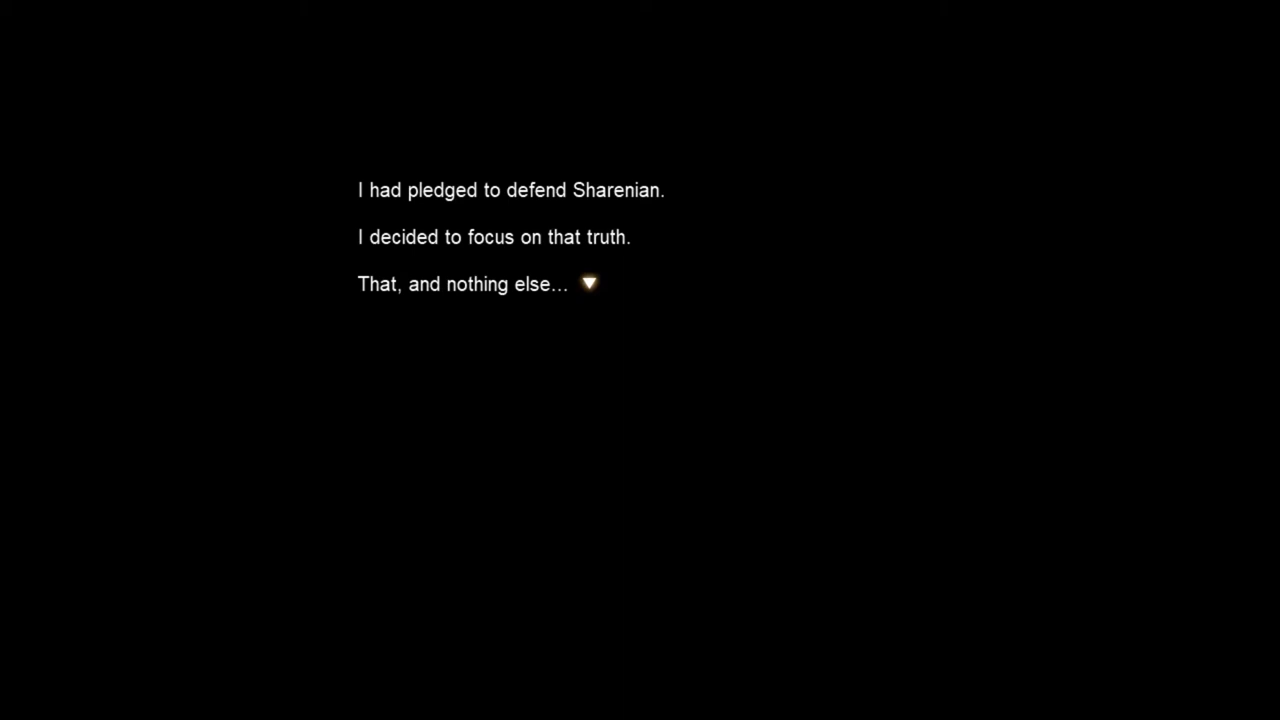 I had pledged to defend Sharenian.
I decided to focus on that truth.
That, and nothing else...